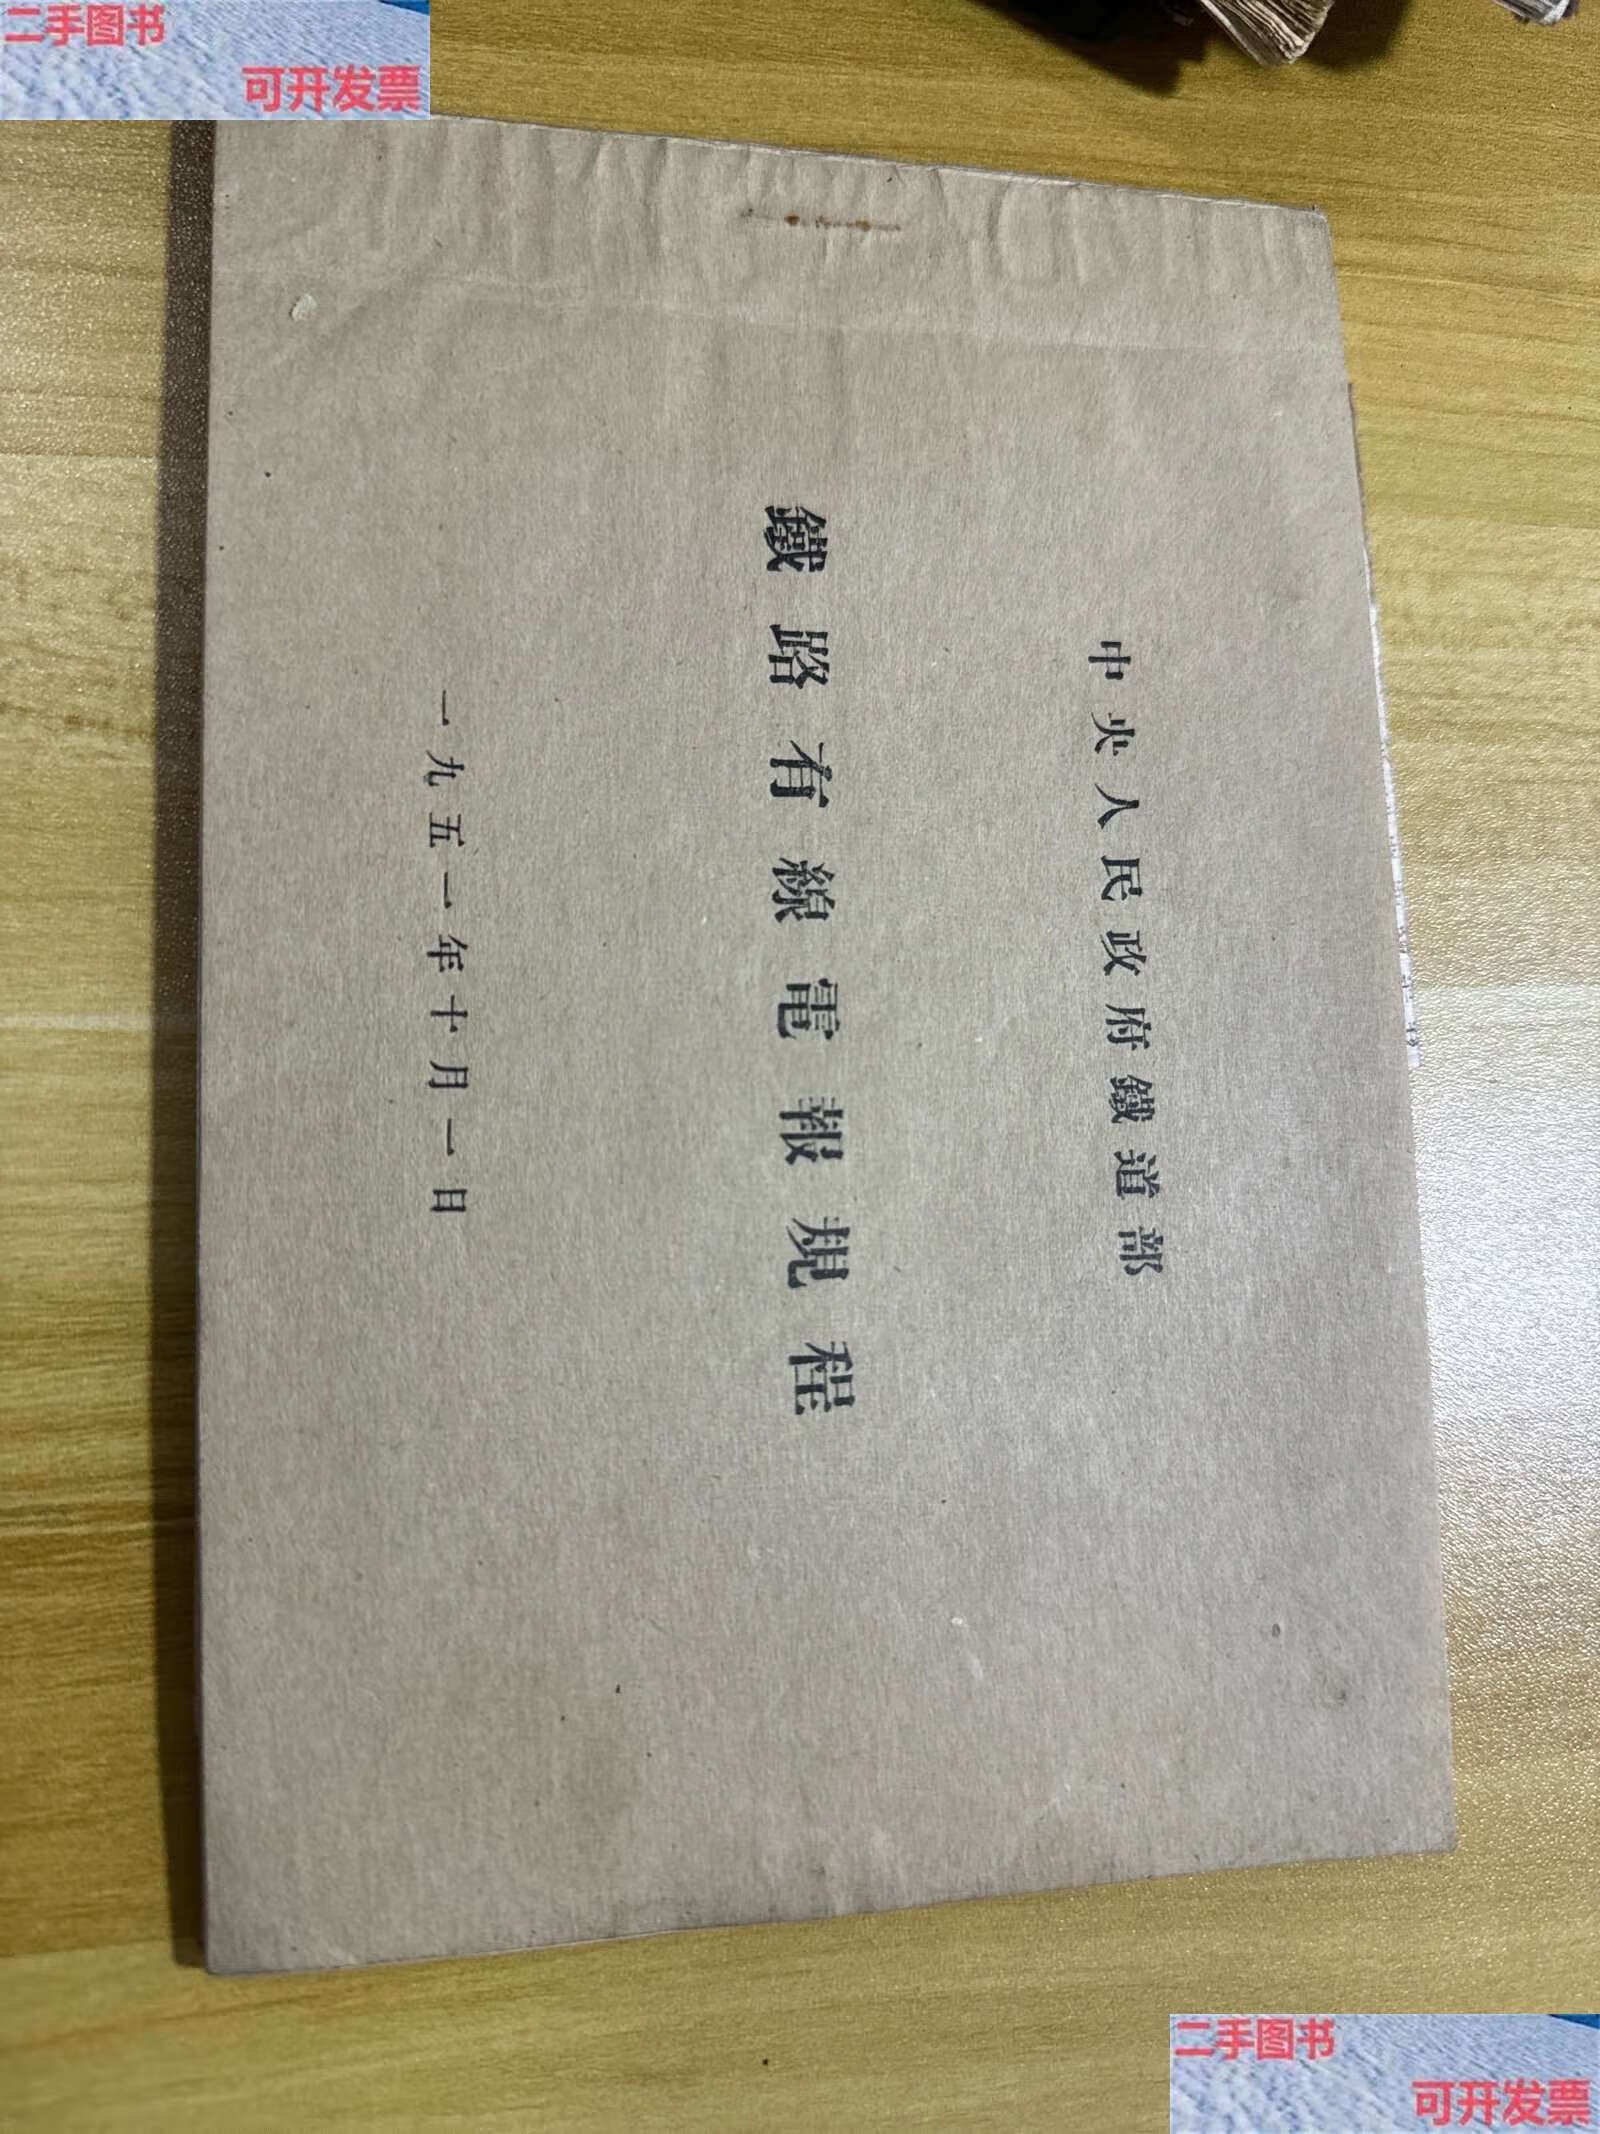 二手图书
可开发票
中央人民政府鐵道部
鐵路有線電報規程
一九五一年十月一日
二手图书
可开发票